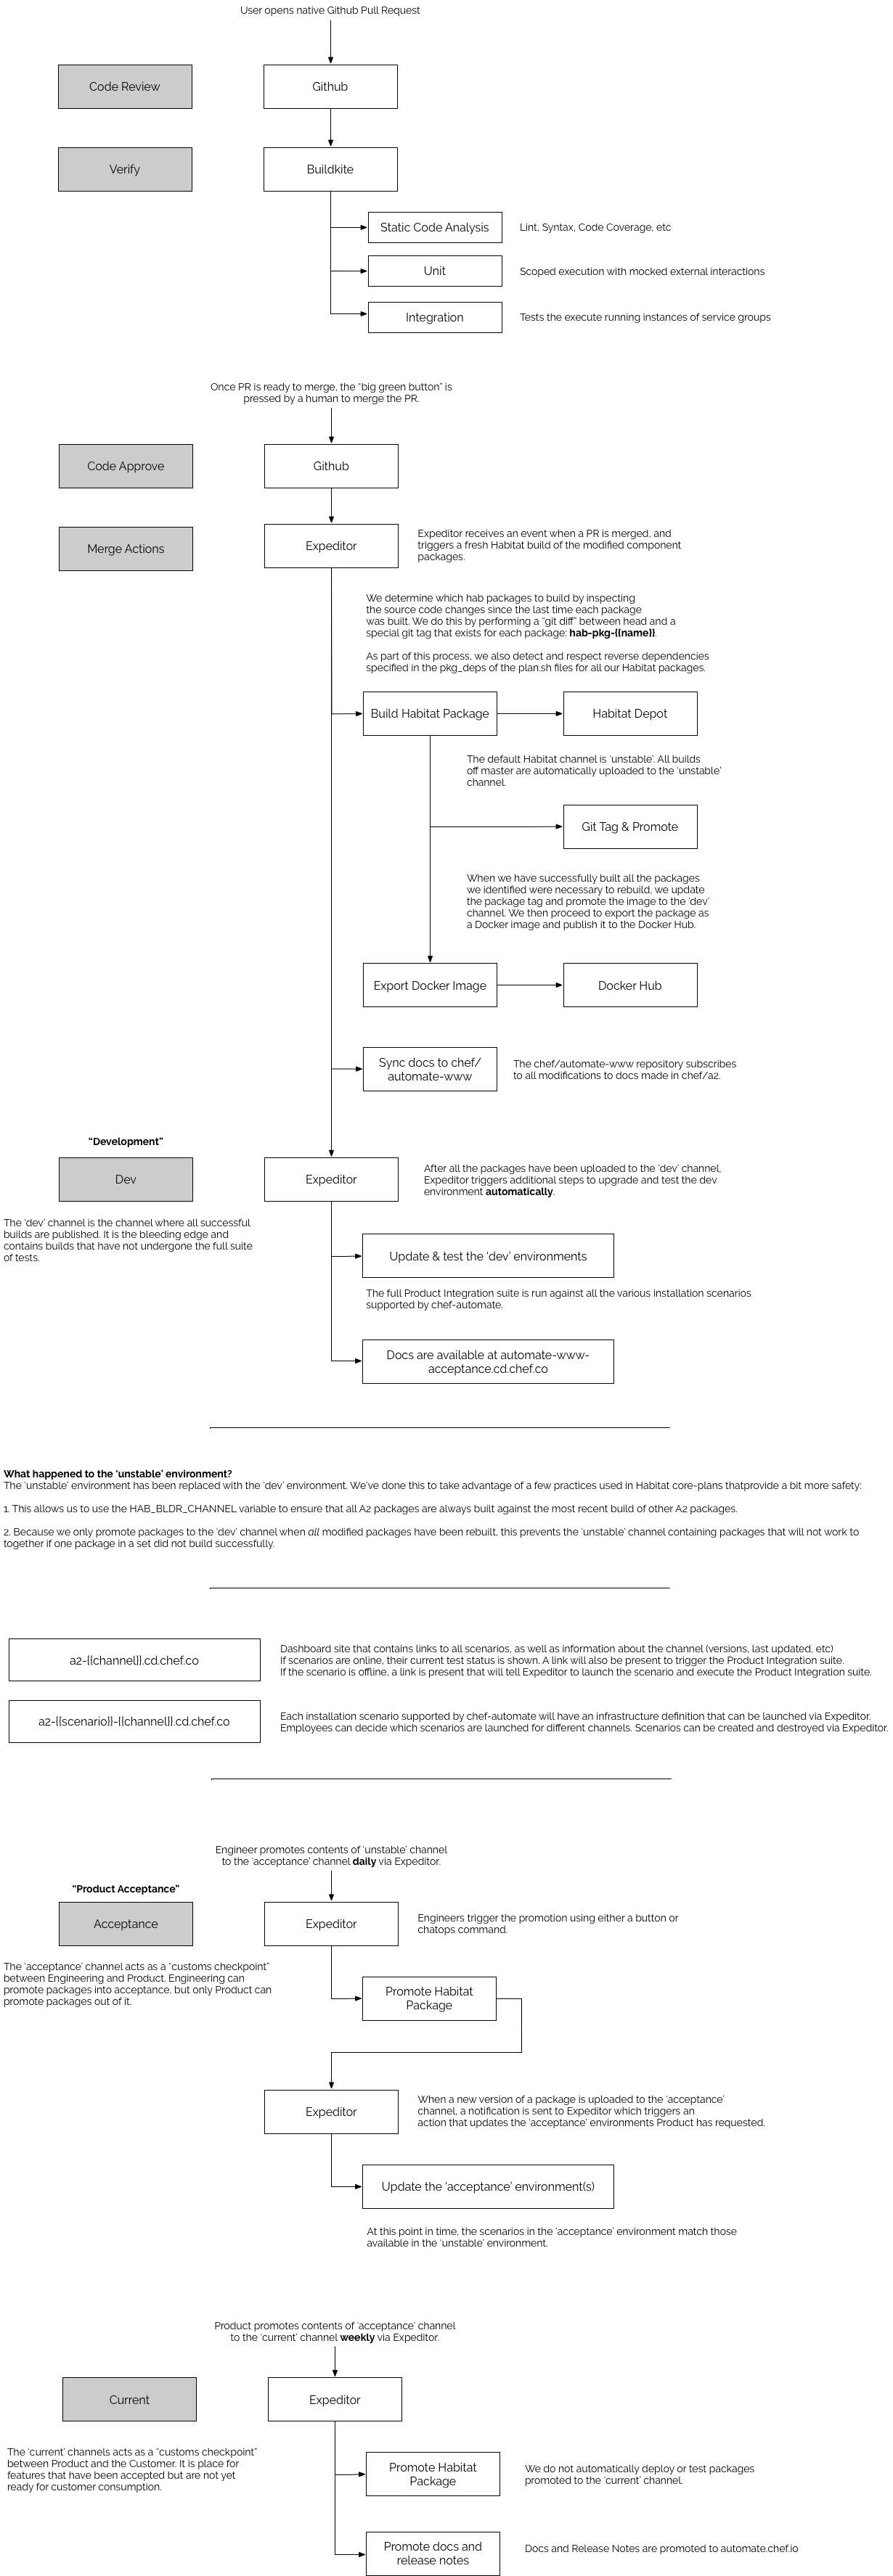 User opens native Github Pull Request
Code Review
Github
Verify
Buildkite
Static Code Analysis
Lint, Syntax, Code Coverage, etc
Unit
Scoped execution with mocked external interactions
Integration
Tests the execute running instances of service groups
Once PR is ready to merge, the "big green button" is
pressed by a human to merge the PR.
Code Approve
Github
Merge Actions
Expeditor
Expeditor receives an event when a PR is merged, and
triggers a fresh Habitat build of the modified component
packages.
We determine which hab packages to build by inspecting
the source code changes since the last time each package
was built. We do this by performing a "git diff" between head and a
special git tag that exists for each package: hab-pkg-{{name}}.
As part of this process, we also detect and respect reverse dependencies
specified in the pkg_deps of the plan.sh files for all our Habitat packages.
Build Habitat Package
Habitat Depot
The default Habitat channel is 'unstable'. All builds
off master are automatically uploaded to the 'unstable'
channel.
Git Tag & Promote
When we have successfully built all the packages
we identified were necessary to rebuild, we update
the package tag and promote the image to the 'dev'
channel. We then proceed to export the package as
a Docker image and publish it to the Docker Hub.
Export Docker Image
Docker Hub
Sync docs to chef/
automate-www
The chef/automate-www repository subscribes
to all modifications to docs made in chef/a2.
"Development"
Dev
Expeditor
After all the packages have been uploaded to the 'dev' channel,
Expeditor triggers additional steps to upgrade and test the dev
environment automatically.
The 'dev' channel is the channel where all successful
builds are published. It is the bleeding edge and
contains builds that have not undergone the full suite
of tests.
Update & test the 'dev' environments
The full Product Integration suite is run against all the various installation scenarios
supported by chef-automate.
Docs are available at automate-www-
acceptance.cd.chef.co
What happened to the 'unstable' environment?
The 'unstable' environment has been replaced with the 'dev' environment. We've done this to take advantage of a few practices used in Habitat core-plans thatprovide a bit more safety:
1. This allows us to use the HAB_BLDR_CHANNEL variable to ensure that all A2 packages are always built against the most recent build of other A2 packages.
2. Because we only promote packages to the 'dev' channel when all modified packages have been rebuilt, this prevents the 'unstable' channel containing packages that will not work to
together if one package in a set did not build successfully.
a2-{{channel}}.cd.chef.co
Dashboard site that contains links to all scenarios, as well as information about the channel (versions, last updated, etc)
If scenarios are online, their current test status is shown. A link will also be present to trigger the Product Integration suite.
If the scenario is offline, a link is present that will tell Expeditor to launch the scenario and execute the Product Integration suite.
a2-{{scenario}}-{{channel}}.cd.chef.co
Each installation scenario supported by chef-automate will have an infrastructure definition that can be launched via Expeditor.
Employees can decide which scenarios are launched for different channels. Scenarios can be created and destroyed via Expeditor.
Engineer promotes contents of 'unstable' channel
to the 'acceptance' channel daily via Expeditor.
"Product Acceptance"
Acceptance
Expeditor
Engineers trigger the promotion using either a button or
chatops command.
The 'acceptance' channel acts as a "customs checkpoint"
between Engineering and Product. Engineering can
promote packages into acceptance, but only Product can
promote packages out of it.
Promote Habitat
Package
Expeditor
When a new version of a package is uploaded to the 'acceptance'
channel, a notification is sent to Expeditor which triggers an
action that updates the 'acceptance' environments Product has requested.
Update the 'acceptance' environment(s)
At this point in time, the scenarios in the 'acceptance' environment match those
available in the 'unstable' environment.
Product promotes contents of 'acceptance' channel
to the 'current' channel weekly via Expeditor.
Current
Expeditor
The 'current' channels acts as a "customs checkpoint"
between Product and the Customer. It is place for
features that have been accepted but are not yet
ready for customer consumption.
Promote Habitat
Package
We do not automatically deploy or test packages
promoted to the 'current' channel.
Promote docs and
release notes
Docs and Release Notes are promoted to automate.chef.io